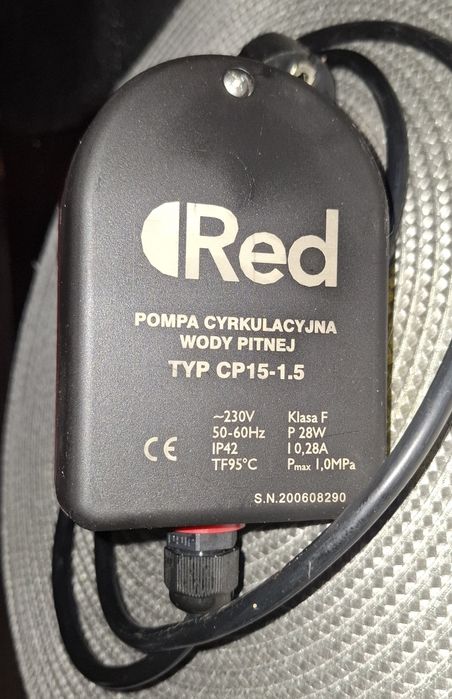 Red
POMPA CYRKULACYJNA
WODY PITNEJ
TYP CP15-1.5
~230V Klasa F
50-60Hz P 28W
IP42 I 0,28A
CE TF95°C Pmax 1,0MPa
S.N.200608290